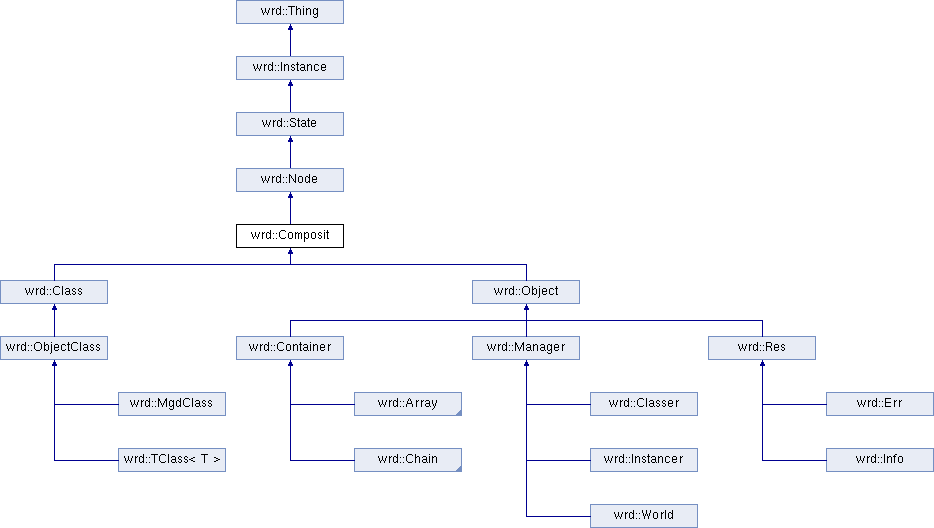 wrd::Thing
wrd::Instance
wrd::State
wrd::Node
wrd::Composit
wrd::Class
wrd::Object
wrd::ObjectClass
wrd::Container
wrd::Manager
wrd::Res
wrd::MgdClass
wrd::Array
wrd::Classer
wrd::Err
wrd::TClass< T >
wrd::Chain
wrd::Instancer
wrd::Info
wrd::World